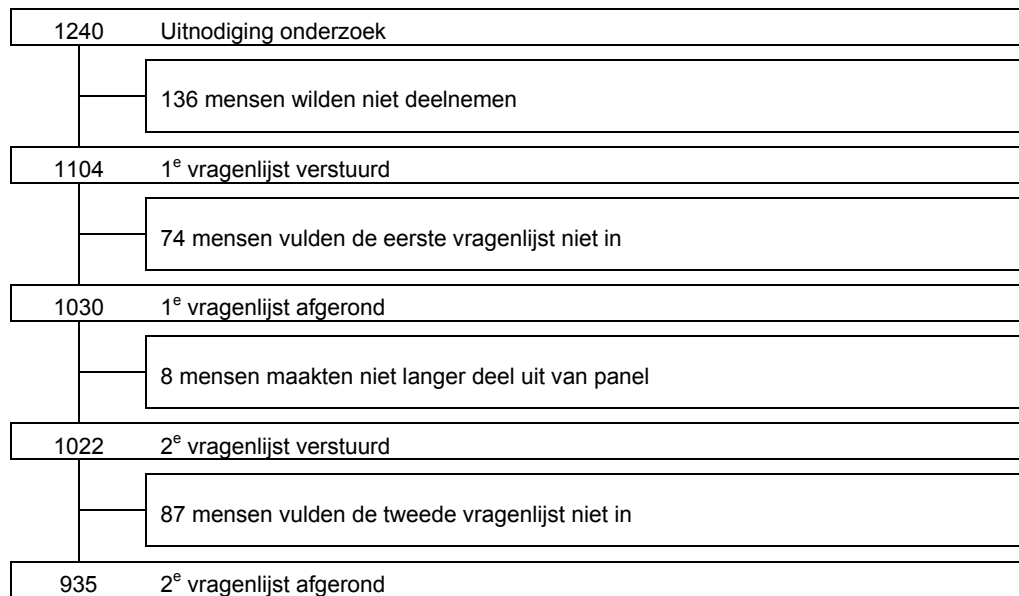 1240 Uitnodiging onderzoek
136 mensen wilden niet deelnemen
1104 1e vragenlijst verstuurd
74 mensen vulden de eerste vragenlijst niet in
1030 1e vragenlijst afgerond
8 mensen maakten niet langer deel uit van panel
1022 2e vragenlijst verstuurd
87 mensen vulden de tweede vragenlijst niet in
935 2e vragenlijst afgerond